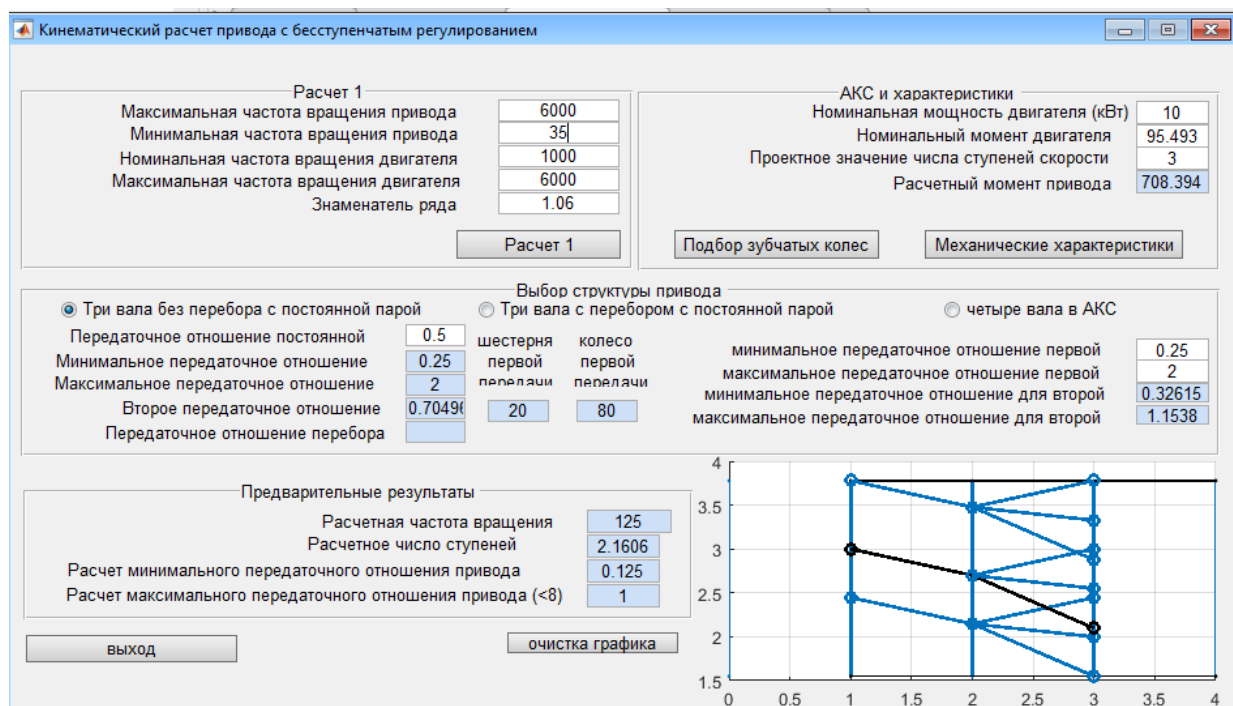 Кинематический расчет привода с бесступенчатым регулированием
Расчет 1
Максимальная частота вращения привода 6000
Минимальная частота вращения привода 35
Номинальная частота вращения двигателя 1000
Максимальная частота вращения двигателя 6000
Знаменатель ряда 1.06
Расчет 1
АКС и характеристики
Номинальная мощность двигателя (кВт) 10
Номинальный момент двигателя 95.493
Проектное значение числа ступеней скорости 3
Расчетный момент привода 708.394
Подбор зубчатых колес Механические характеристики
Выбор структуры привода
Три вала без перебора с постоянной парой Три вала с перебором с постоянной парой четыре вала в АКС
Передаточное отношение постоянной 0.5
Минимальное передаточное отношение 0.25
Максимальное передаточное отношение 2
Второе передаточное отношение 0.70496
Передаточное отношение перебора
шестерня
первой
передачи
20
колесо
первой
передачи
80
минимальное передаточное отношение первой 0.25
максимальное передаточное отношение первой 2
минимальное передаточное отношение для второй 0.32615
максимальное передаточное отношение для второй 1.1538
Предварительные результаты
Расчетная частота вращения 125
Расчетное число ступеней 2.1606
Расчет минимального передаточного отношения привода 0.125
Расчет максимального передаточного отношения привода (<8) 1
выход очистка графика
4
3.5
3
2.5
2
1.5
0 0.5 1 1.5 2 2.5 3 3.5 4